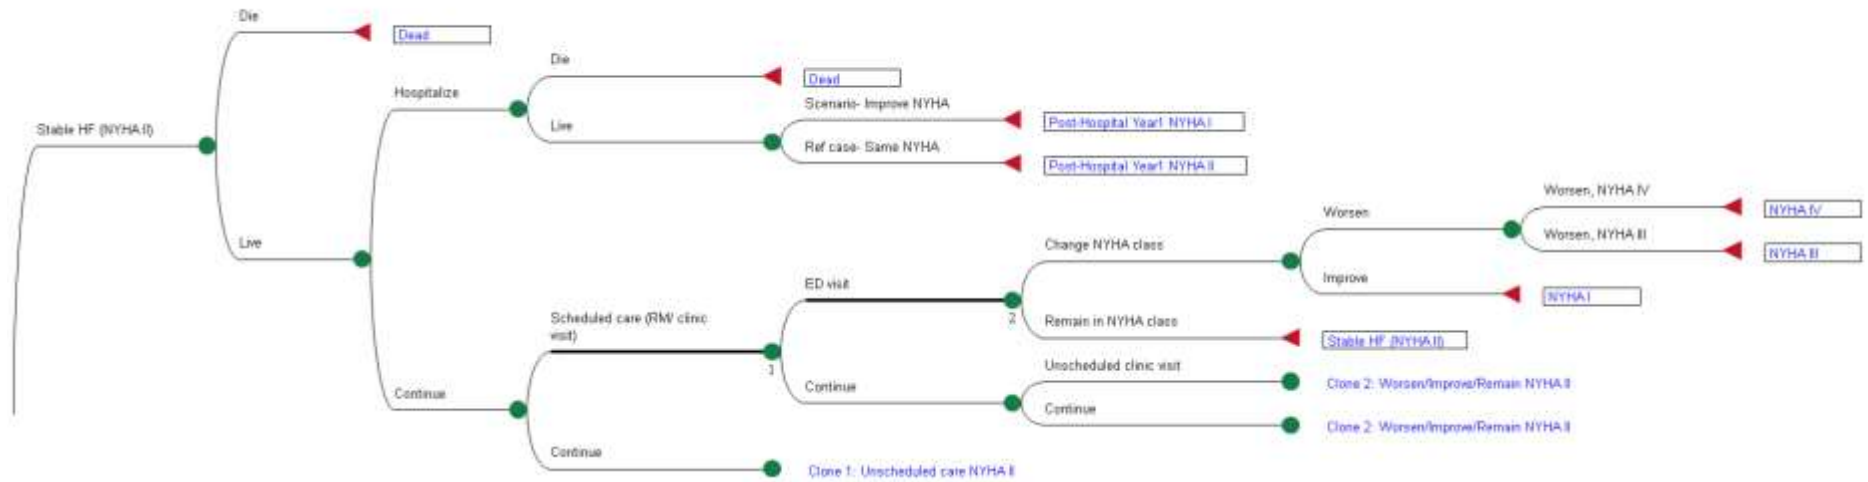 Die
Dead
Die
Hospitalize
Dead
Scenario- Improve NYHA
Stable HF (NYHA II)
Live
Post-Hospital Year1 NYHA I
Ref case- Same NYHA
Post-Hospital Year1 NYHA II
Worsen, NYHA IV
Worsen
NYHA IV
Live
Change NYHA class
Worsen, NYHA III
NYHA III
ED visit
Improve
NYHA I
Scheduled care (RM/ clinic
visit)
2
Remain in NYHA class
Stable HF (NYHA II)
1
Unscheduled clinic visit
Continue
Continue
Clone 2: Worsen/Improve/Remain NYHA II
Continue
Clone 2: Worsen/Improve/Remain NYHA II
Continue
Clone 1: Unscheduled care NYHA II